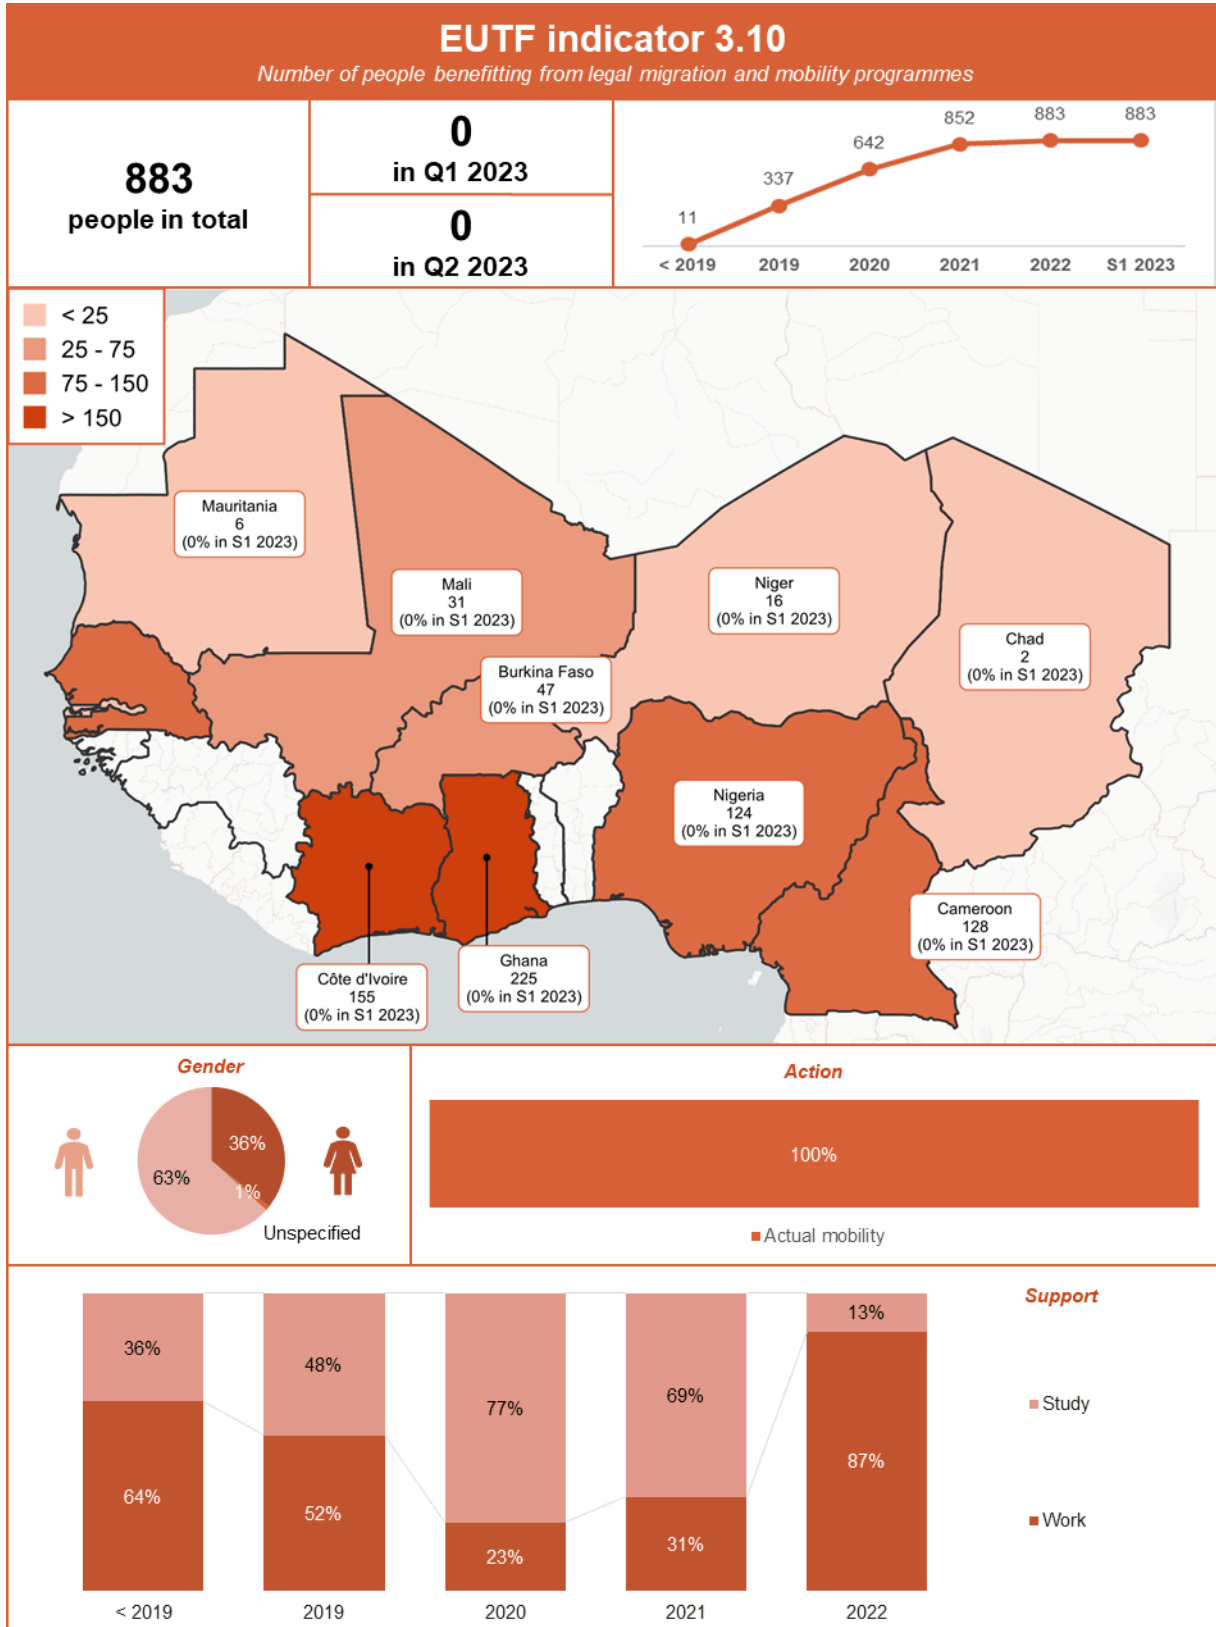 EUTF indicator 3.10
Number of people benefitting from legal migration and mobility programmes
883
people in total
0
in Q1 2023
0
in Q2 2023
11
337
642
852
883
883
< 2019
2019
2020
2021
2022
S1 2023
< 25
25 - 75
75 - 150
> 150
Mauritania
6
(0% in S1 2023)
Mali
31
(0% in S1 2023)
Niger
16
(0% in S1 2023)
Chad
2
(0% in S1 2023)
Burkina Faso
47
(0% in S1 2023)
Nigeria
124
(0% in S1 2023)
Cameroon
128
(0% in S1 2023)
Côte d'Ivoire
155
(0% in S1 2023)
Ghana
225
(0% in S1 2023)
Gender
36%
63%
1%
Unspecified
Action
100%
Actual mobility
Support
36%
48%
77%
69%
13%
64%
52%
23%
31%
87%
Study
Work
< 2019
2019
2020
2021
2022